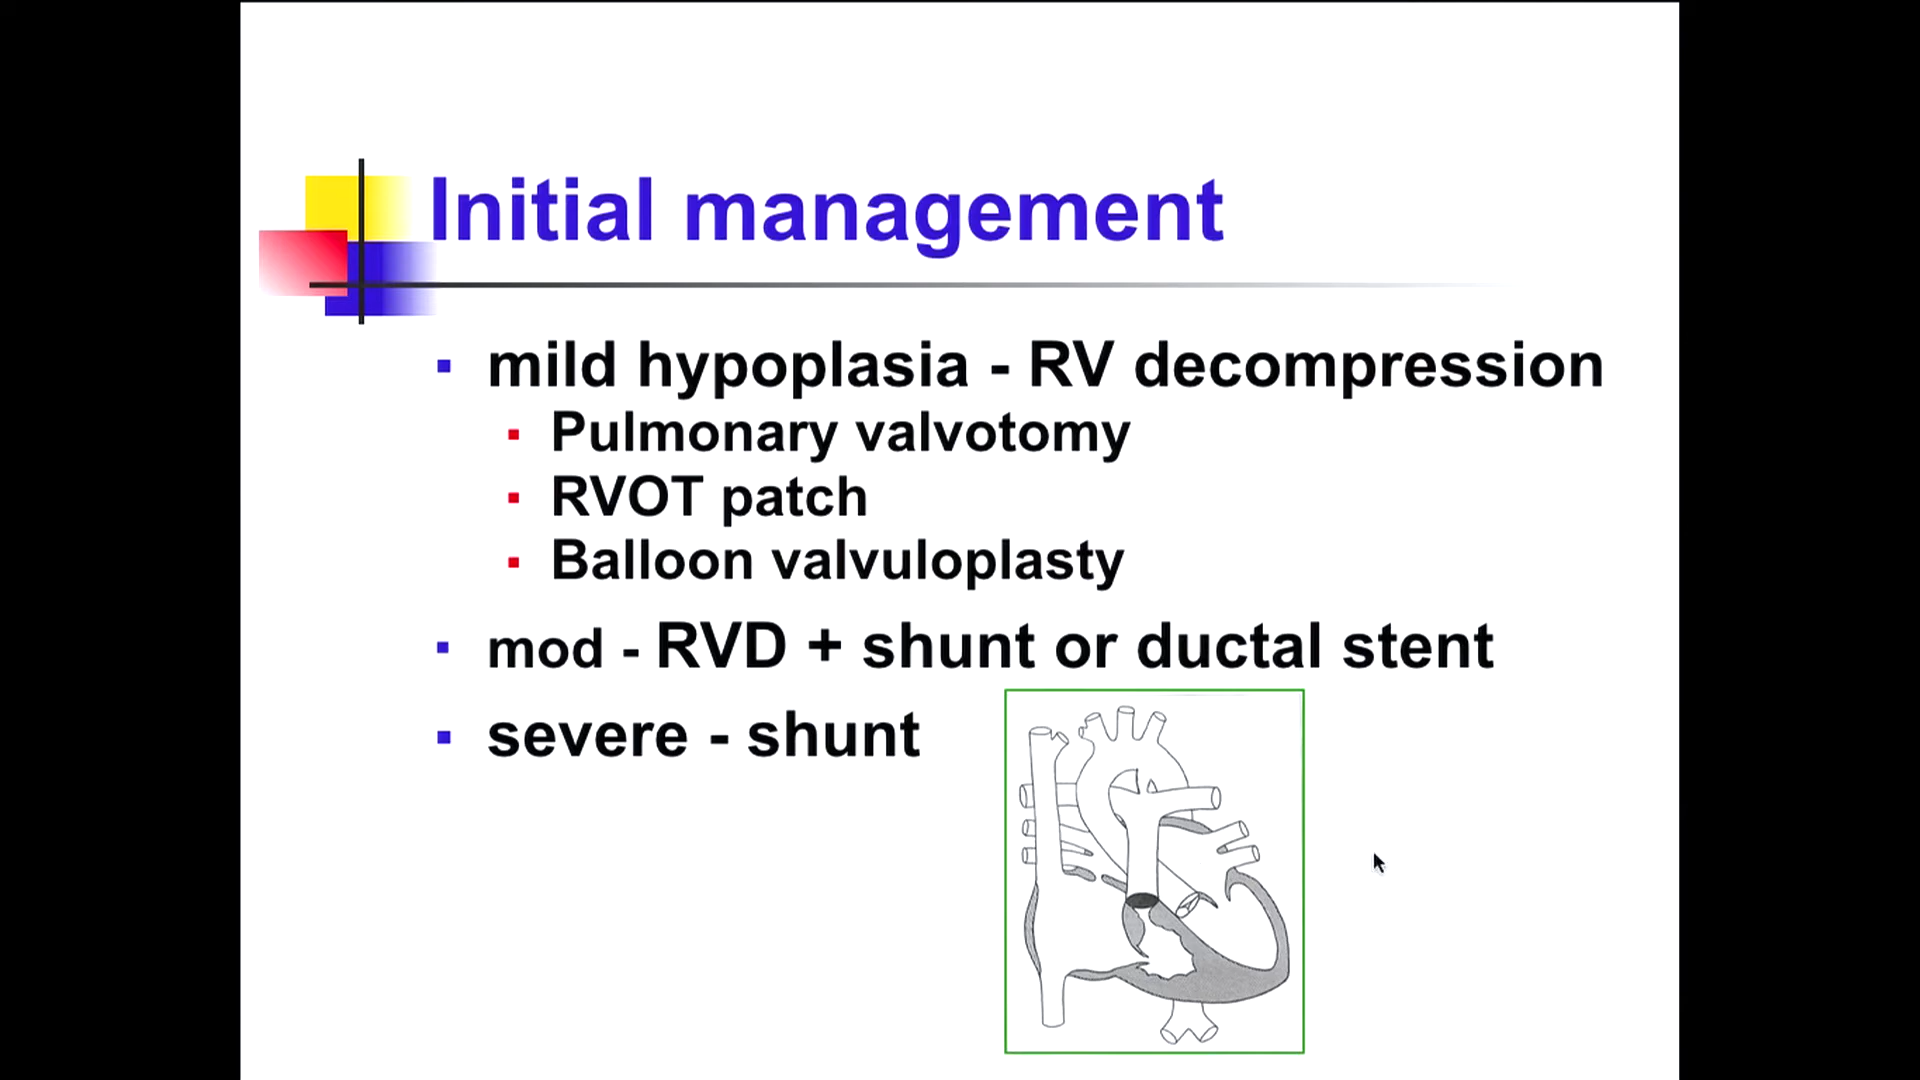 Initial management
mild hypoplasia - RV decompression
Pulmonary valvotomy
RVOT patch
Balloon valvuloplasty
mod - RVD + shunt or ductal stent
severe - shunt